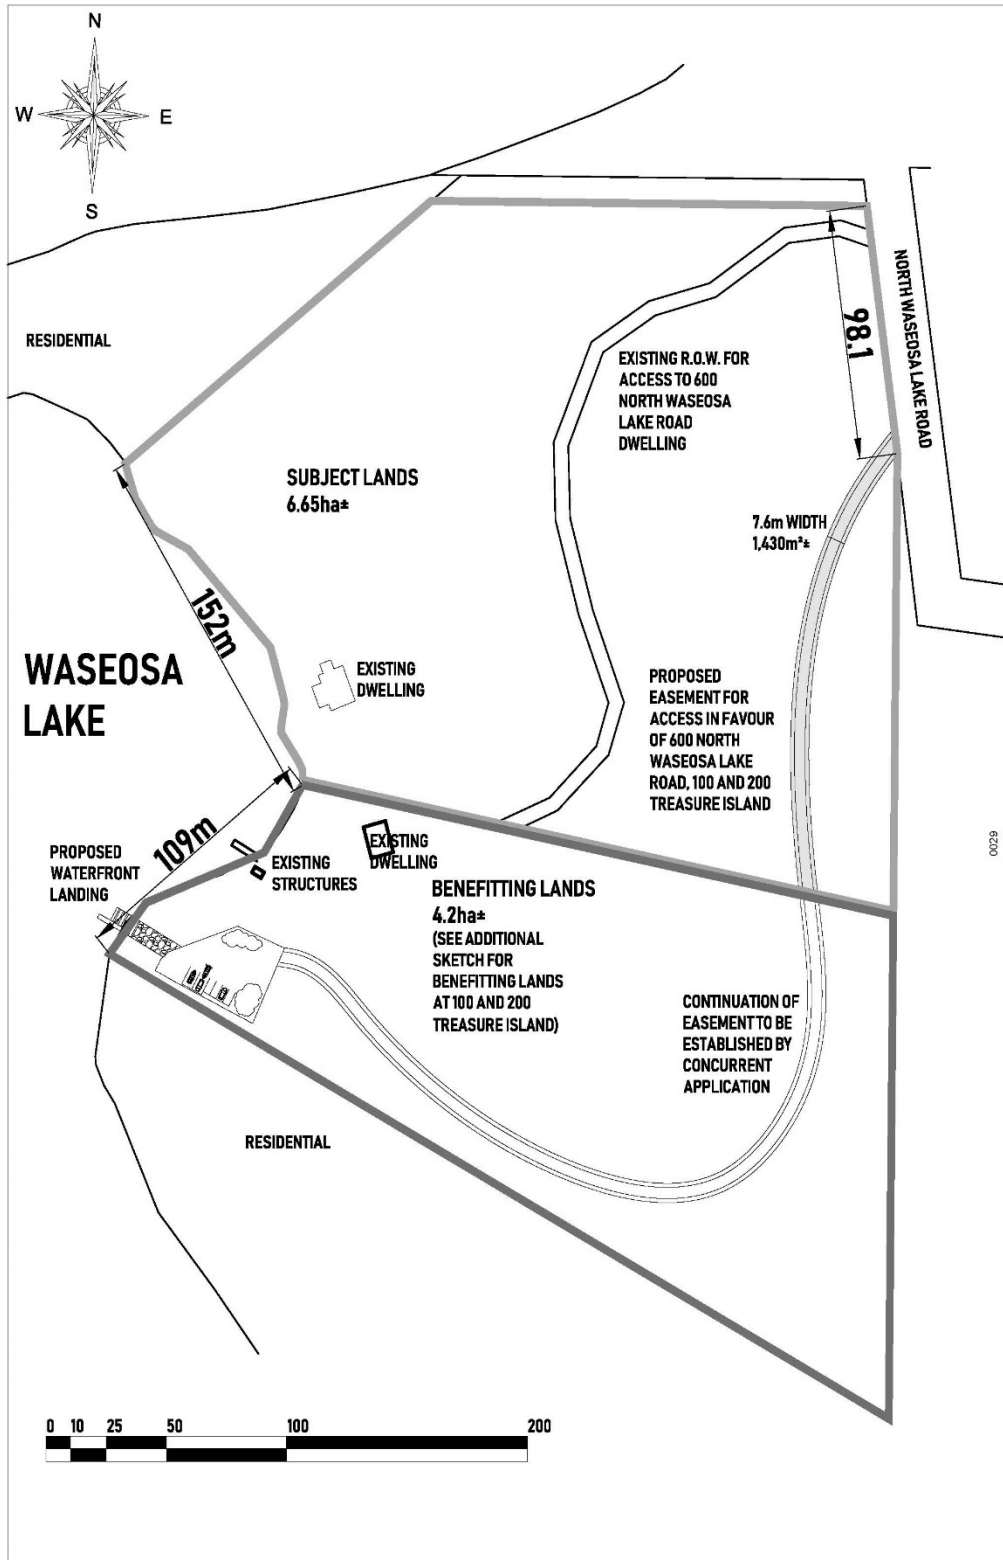 N
W
E
S
RESIDENTIAL
NORTH WASEOSA LAKE ROAD
98.1
EXISTING R.O.W. FOR
ACCESS TO 600
NORTH WASEOSA
LAKE ROAD
DWELLING
SUBJECT LANDS
6.65ha±
7.6m WIDTH
1,430m²±
152m
WASEOSA
LAKE
EXISTING
DWELLING
PROPOSED
EASEMENT FOR
ACCESS IN FAVOUR
OF 600 NORTH
WASEOSA LAKE
ROAD, 100 AND 200
TREASURE ISLAND
0029
109m
PROPOSED
WATERFRONT
LANDING
EXISTING
STRUCTURES
EXISTING
DWELLING
BENEFITTING LANDS
4.2ha±
(SEE ADDITIONAL
SKETCH FOR
BENEFITTING LANDS
AT 100 AND 200
TREASURE ISLAND)
CONTINUATION OF
EASEMENT TO BE
ESTABLISHED BY
CONCURRENT
APPLICATION
RESIDENTIAL
0 10 25 50 100 200